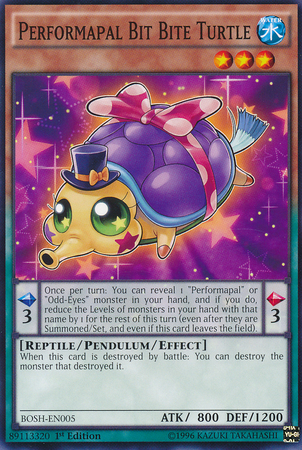 Performapal Bit Bite Turtle
WATER
水
Once per turn: You can reveal 1 "Performapal" or
"Odd-Eyes" monster in your hand, and if you do,
reduce the Levels of monsters in your hand with that
name by 1 for the rest of this turn (even after they are
Summoned/Set, and even if this card leaves the field).
3
3
[REPTILE/PENDULUM/EFFECT]
When this card is destroyed by battle: You can destroy the
monster that destroyed it.
BOSH-EN005
ATK/ 800 DEF/1200
89113320 1st Edition
©1996 KAZUKI TAKAHASHI